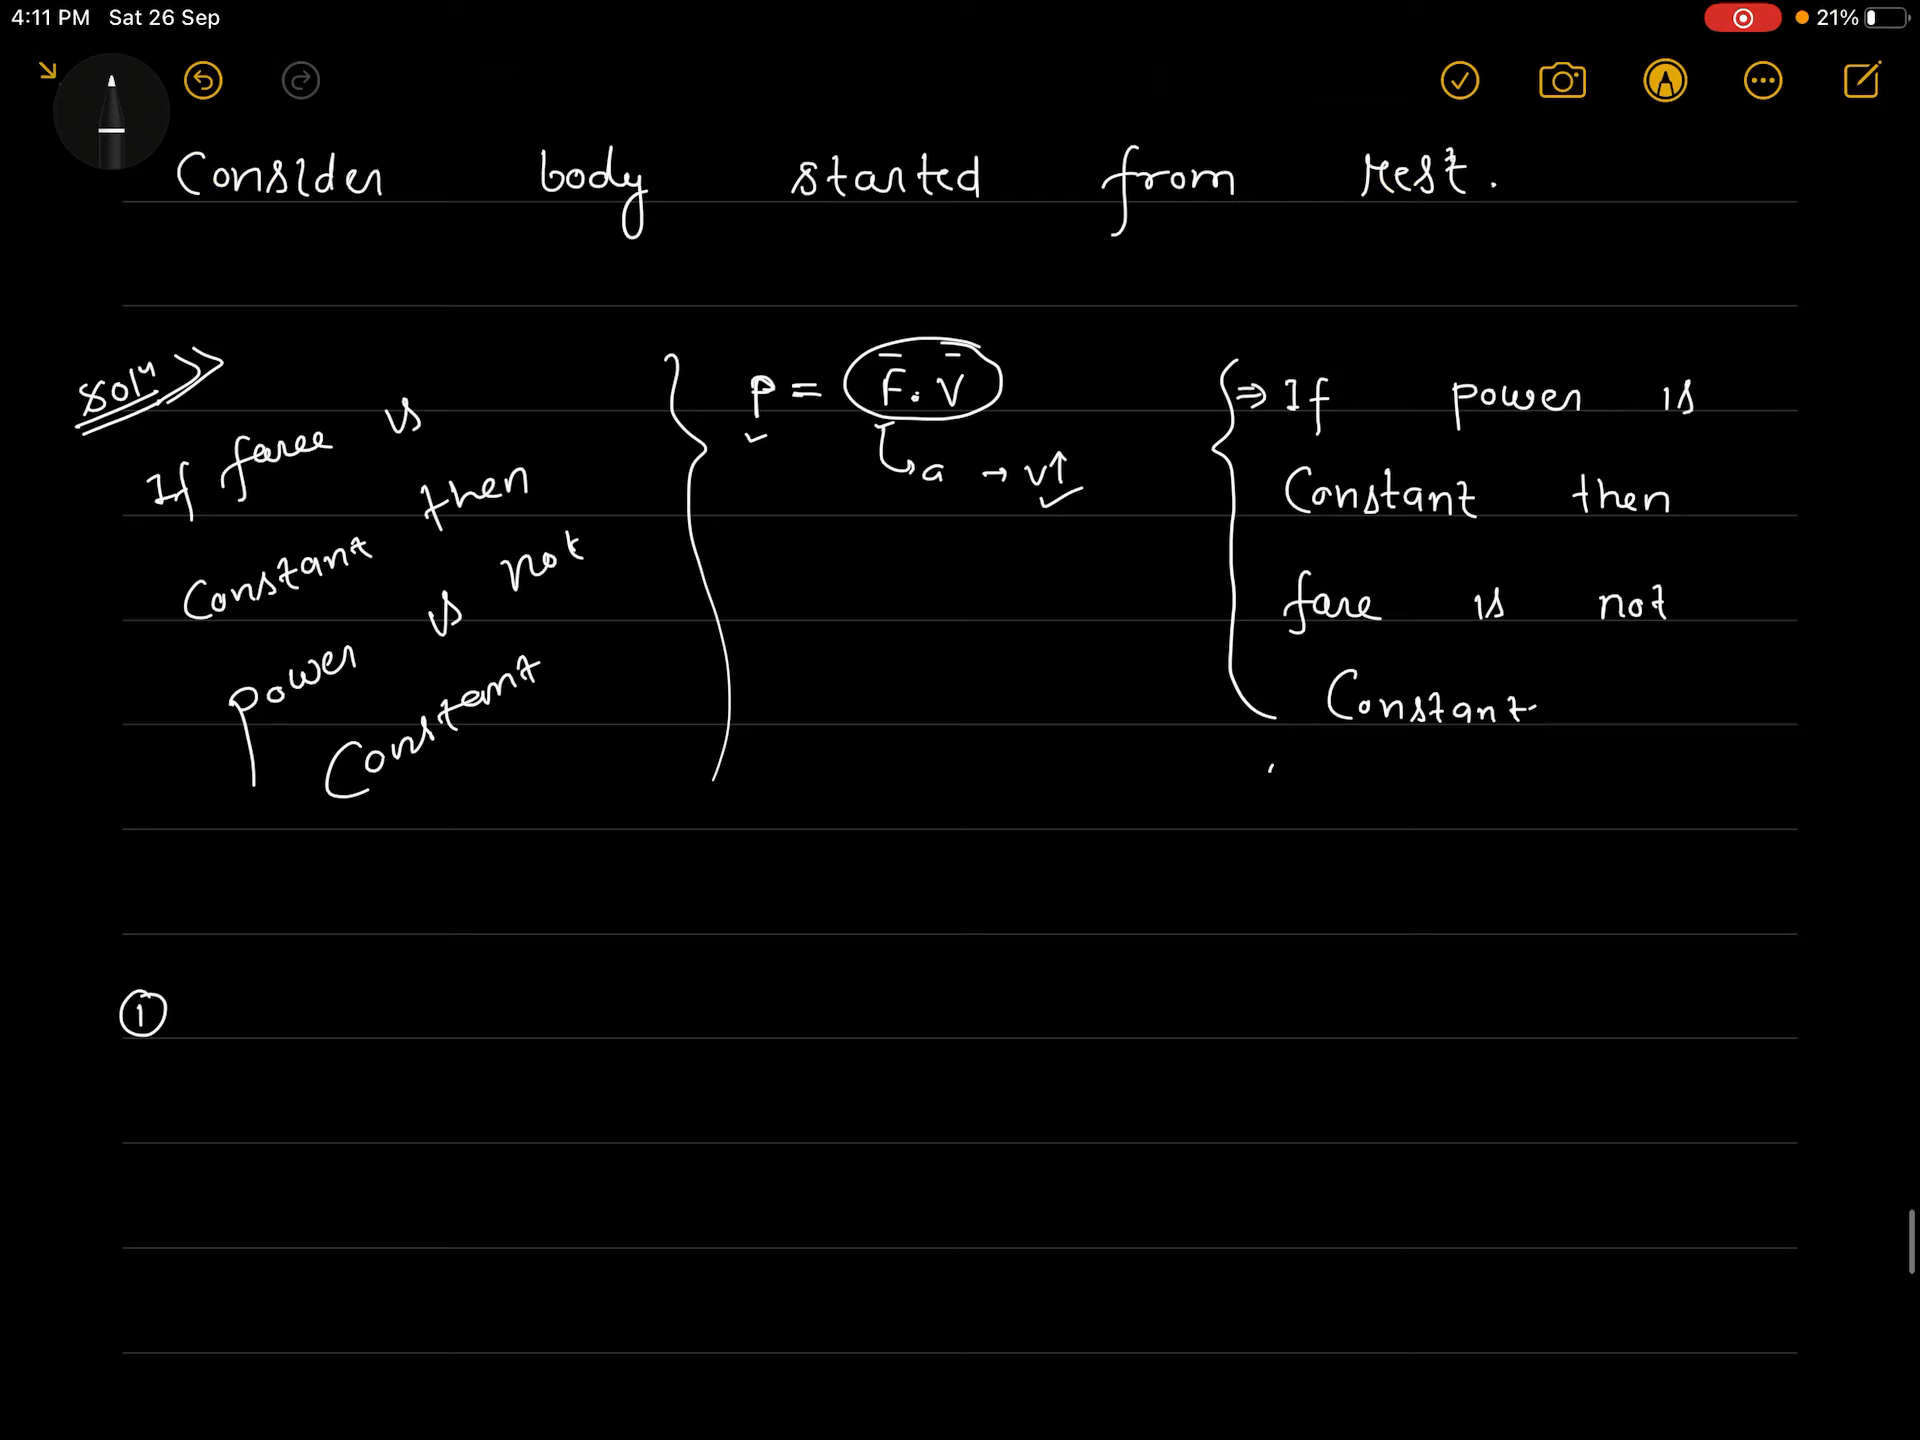 4:11 PM Sat 26 Sep
21%
Consider body started from rest.
Solⁿ
If force is
constant then
power is not
constant
P = F̅.V̅
a → v↑
⇒ If power is
Constant then
force is not
Constant.
1